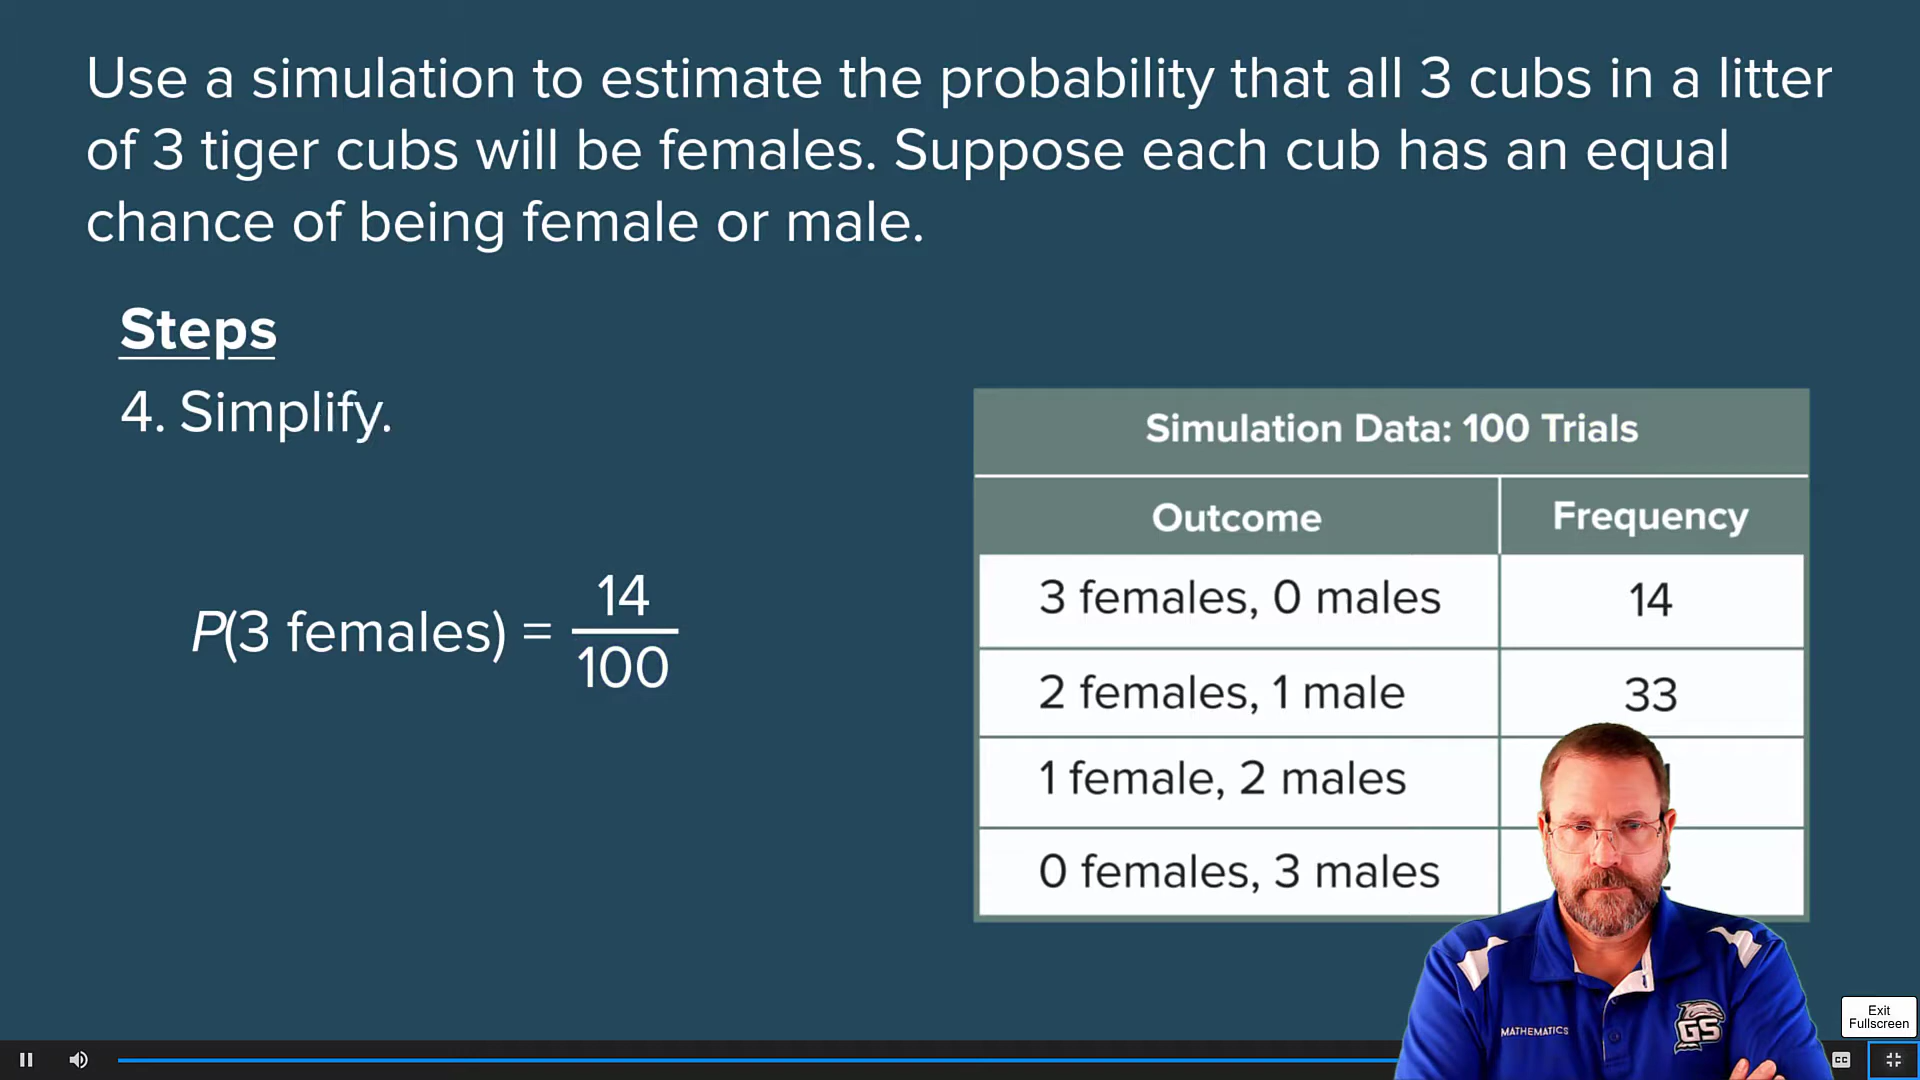 Use a simulation to estimate the probability that all 3 cubs in a litter
of 3 tiger cubs will be females. Suppose each cub has an equal
chance of being female or male.
Steps
4. Simplify.
P(3 females) = 14/100
Simulation Data: 100 Trials
Outcome Frequency
3 females, 0 males 14
2 females, 1 male 33
1 female, 2 males
0 females, 3 males
MATHEMATICS
GS
Exit
Fullscreen
CC